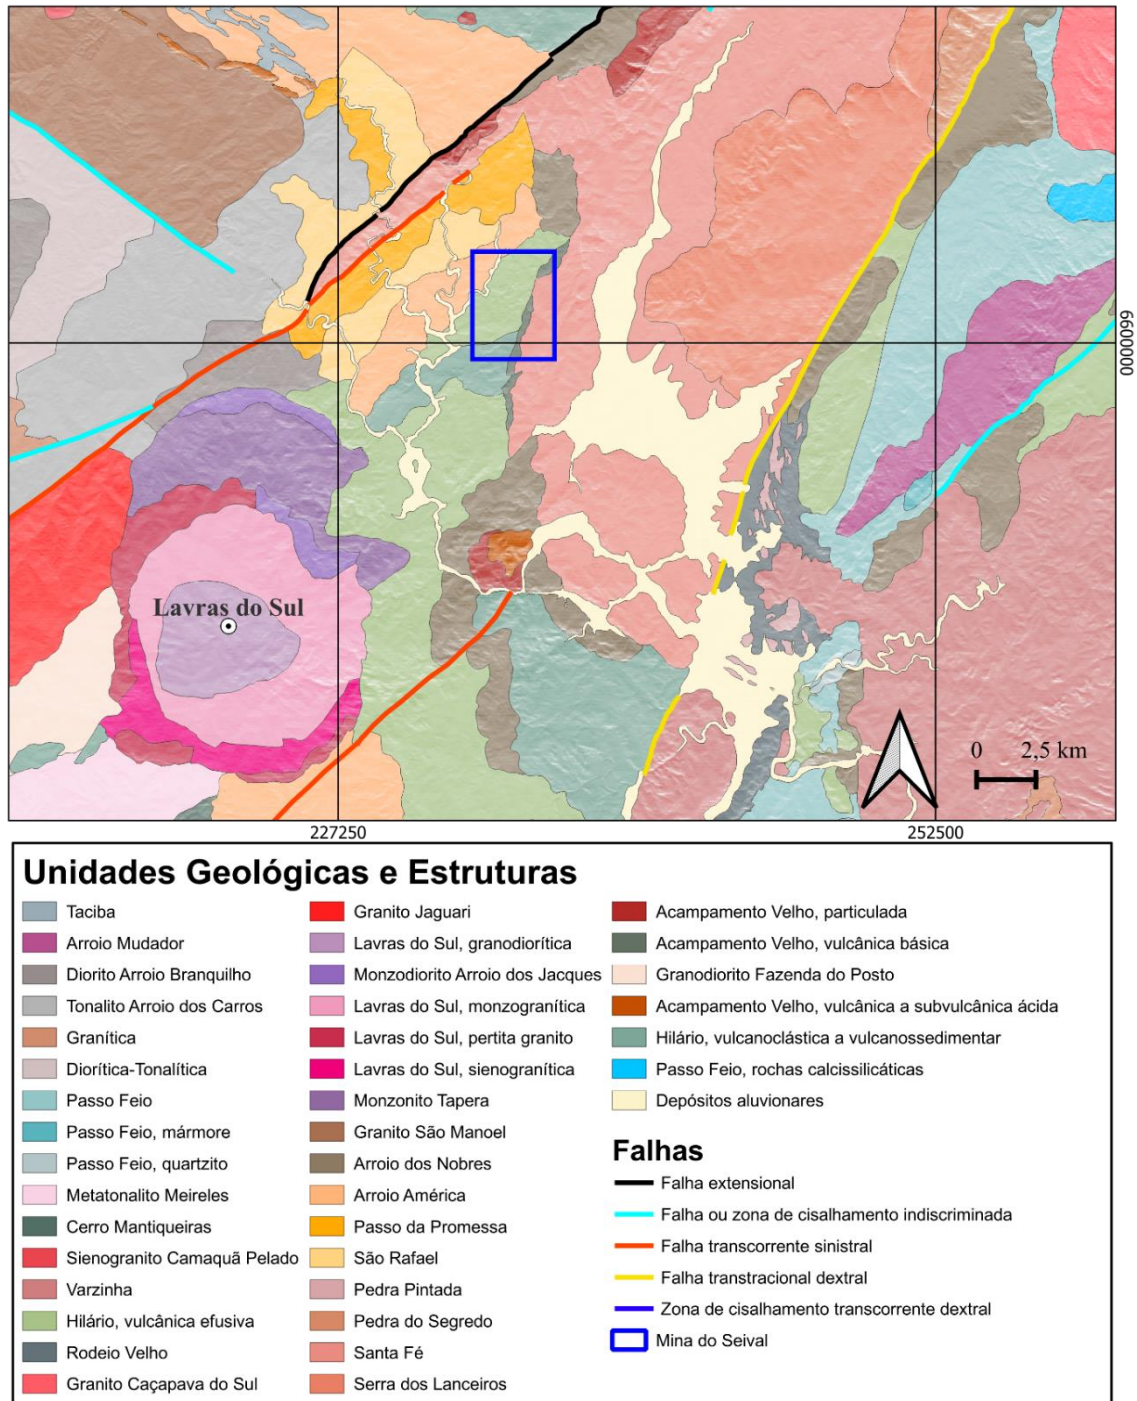 6600000
Lavras do Sul
0 2,5 km
227250
252500
Unidades Geológicas e Estruturas
Taciba
Arroio Mudador
Diorito Arroio Branquilho
Tonalito Arroio dos Carros
Granítica
Diorítica-Tonalítica
Passo Feio
Passo Feio, mármore
Passo Feio, quartzito
Metatonalito Meireles
Cerro Mantiqueiras
Sienogranito Camaquã Pelado
Varzinha
Hilário, vulcânica efusiva
Rodeio Velho
Granito Caçapava do Sul
Granito Jaguari
Lavras do Sul, granodiorítica
Monzodiorito Arroio dos Jacques
Lavras do Sul, monzogranítica
Lavras do Sul, pertita granito
Lavras do Sul, sienogranítica
Monzonito Tapera
Granito São Manoel
Arroio dos Nobres
Arroio América
Passo da Promessa
São Rafael
Pedra Pintada
Pedra do Segredo
Santa Fé
Serra dos Lanceiros
Acampamento Velho, particulada
Acampamento Velho, vulcânica básica
Granodiorito Fazenda do Posto
Acampamento Velho, vulcânica a subvulcânica ácida
Hilário, vulcanoclástica a vulcanossedimentar
Passo Feio, rochas calcissilicáticas
Depósitos aluvionares
Falhas
Falha extensional
Falha ou zona de cisalhamento indiscriminada
Falha transcorrente sinistral
Falha transtracional dextral
Zona de cisalhamento transcorrente dextral
Mina do Seival